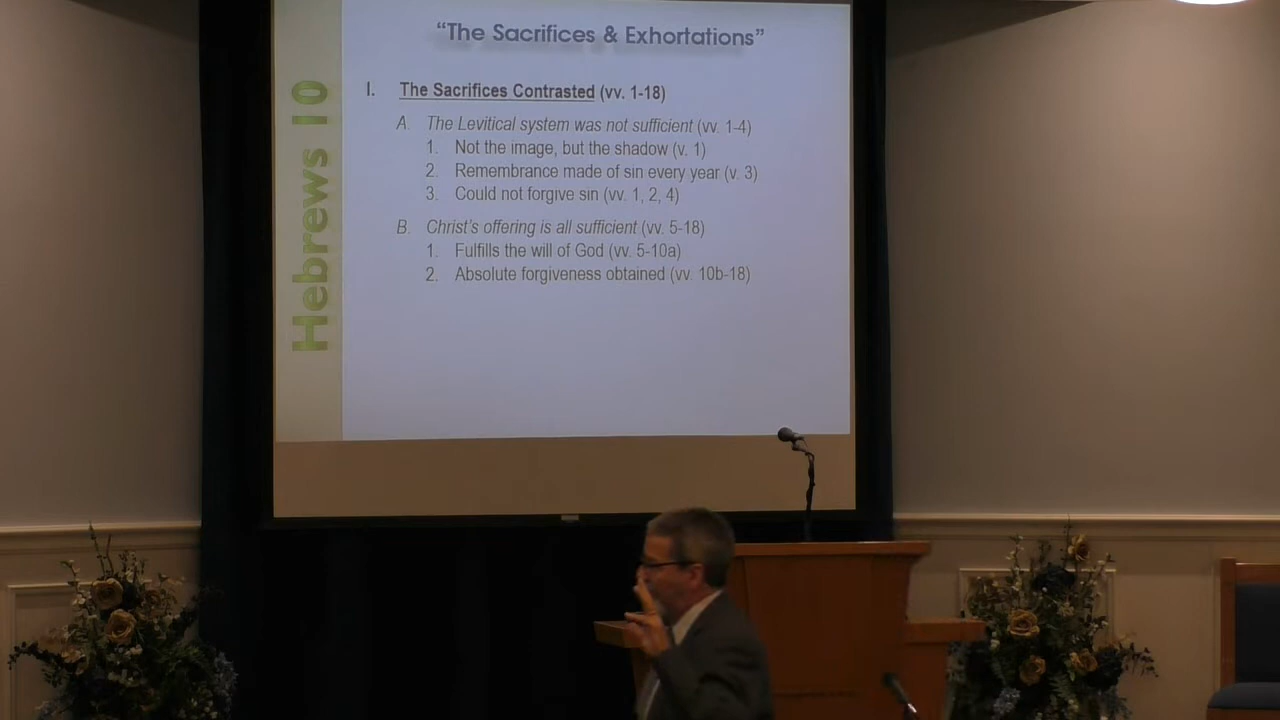 “The Sacrifices & Exhortations”
Hebrews 10
I. The Sacrifices Contrasted (vv. 1-18)
A. The Levitical system was not sufficient (vv. 1-4)
1. Not the image, but the shadow (v. 1)
2. Remembrance made of sin every year (v. 3)
3. Could not forgive sin (vv. 1, 2, 4)
B. Christ's offering is all sufficient (vv. 5-18)
1. Fulfills the will of God (vv. 5-10a)
2. Absolute forgiveness obtained (vv. 10b-18)